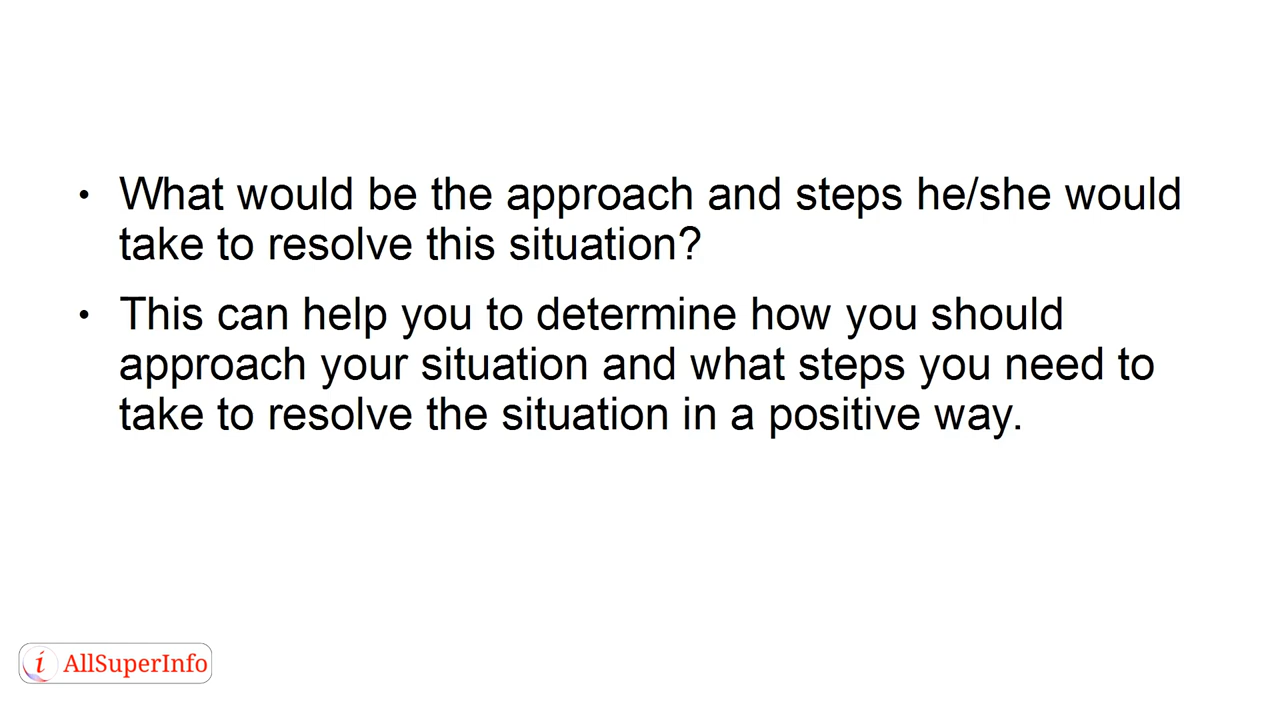 • What would be the approach and steps he/she would
take to resolve this situation?
• This can help you to determine how you should
approach your situation and what steps you need to
take to resolve the situation in a positive way.
i AllSuperInfo